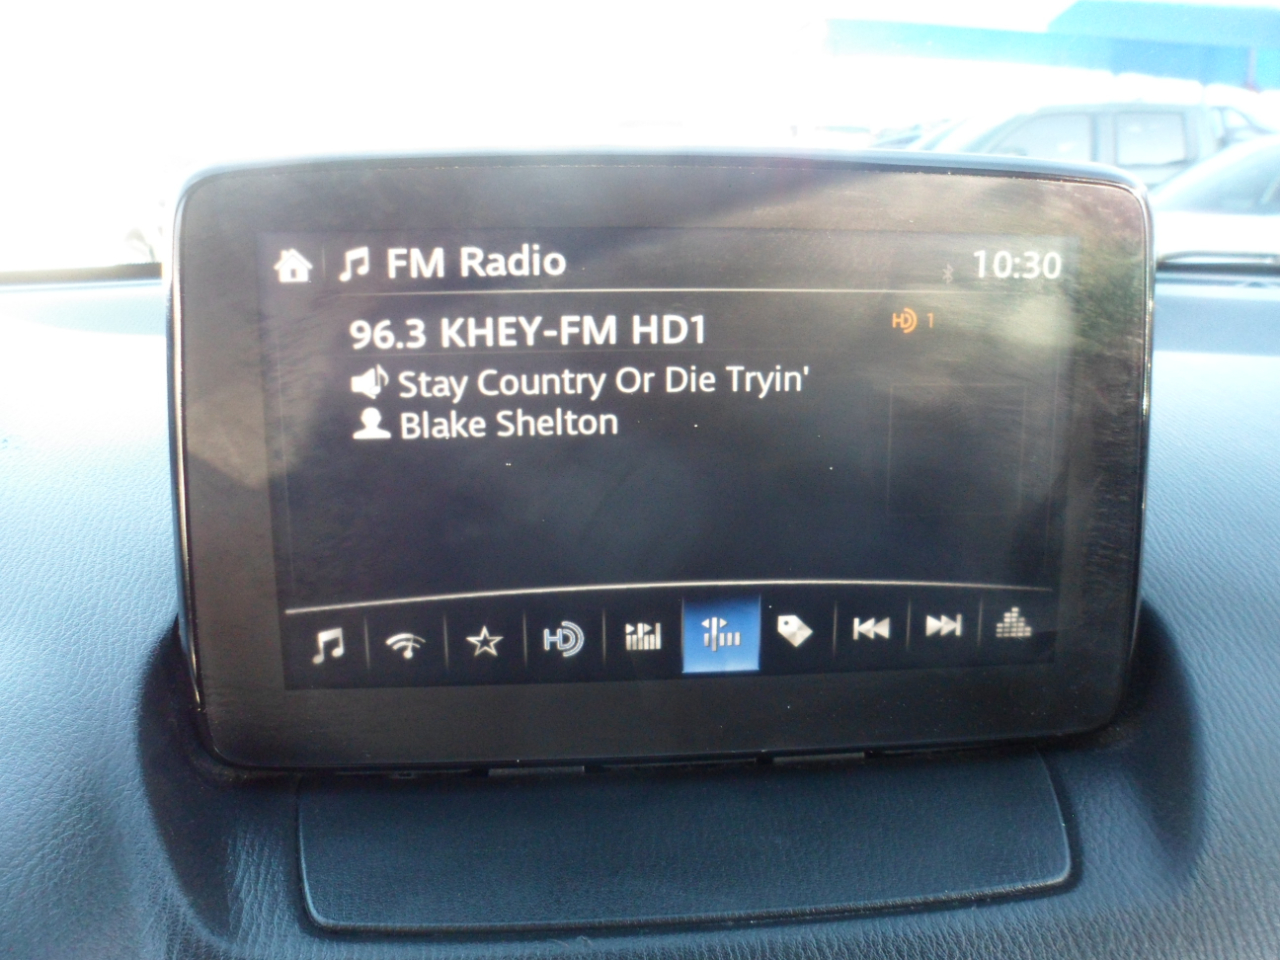 FM Radio 10:30
96.3 KHEY-FM HD1 HD 1
Stay Country Or Die Tryin'
Blake Shelton
HD